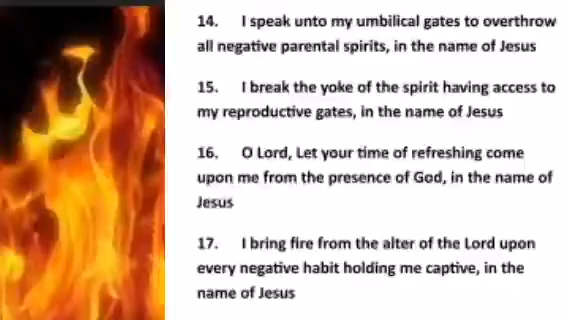 14. I speak unto my umbilical gates to overthrow
all negative parental spirits, in the name of Jesus
15. I break the yoke of the spirit having access to
my reproductive gates, in the name of Jesus
16. O Lord, Let your time of refreshing come
upon me from the presence of God, in the name of
Jesus
17. I bring fire from the alter of the Lord upon
every negative habit holding me captive, in the
name of Jesus